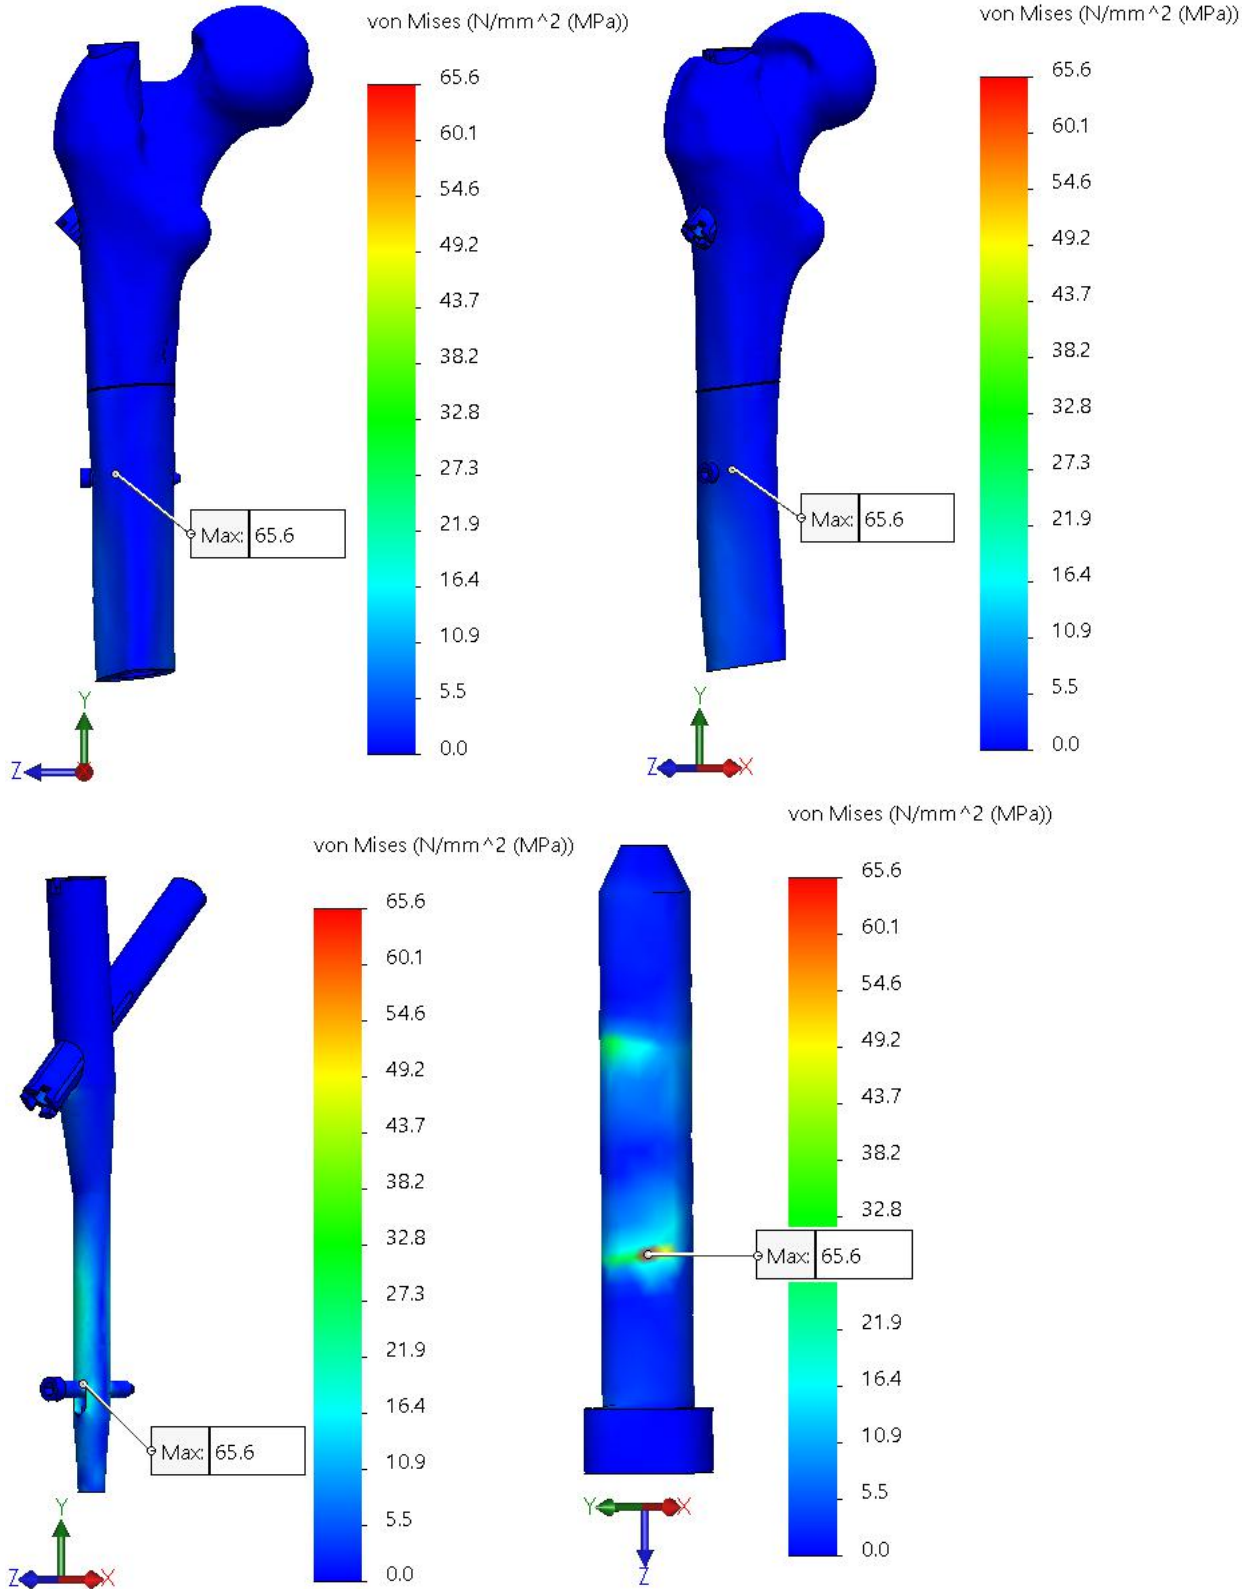 von Mises (N/mm^2 (MPa))
65.6
60.1
54.6
49.2
43.7
38.2
32.8
27.3
21.9
16.4
10.9
5.5
0.0
Max: 65.6
Y
Z
X
von Mises (N/mm^2 (MPa))
65.6
60.1
54.6
49.2
43.7
38.2
32.8
27.3
21.9
16.4
10.9
5.5
0.0
Max: 65.6
Y
Z
X
von Mises (N/mm^2 (MPa))
65.6
60.1
54.6
49.2
43.7
38.2
32.8
27.3
21.9
16.4
10.9
5.5
0.0
Max: 65.6
Y
Z
X
von Mises (N/mm^2 (MPa))
65.6
60.1
54.6
49.2
43.7
38.2
32.8
Max: 65.6
21.9
16.4
10.9
5.5
0.0
Y
X
Z